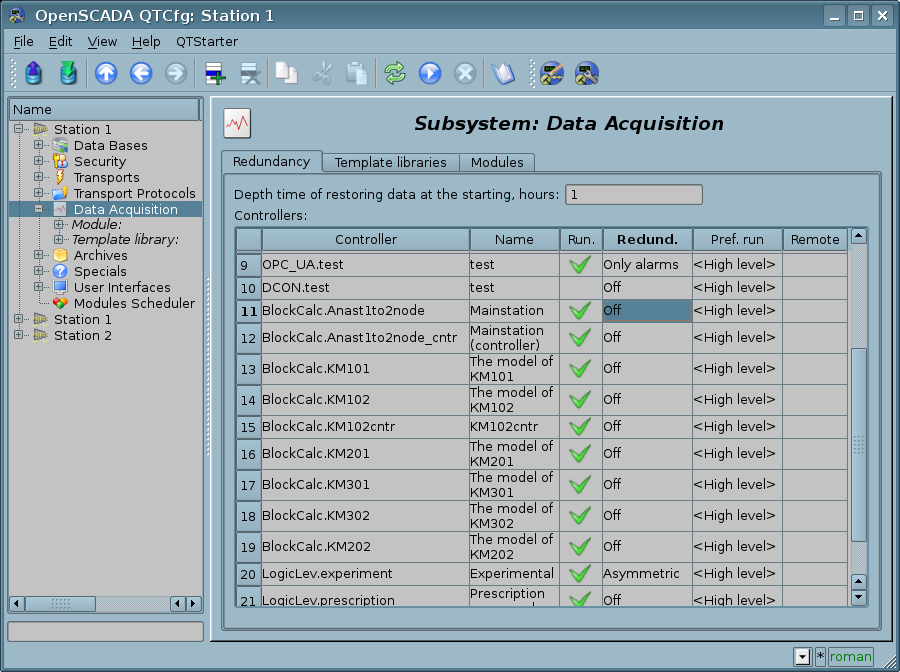 OpenSCADA QTCfg: Station 1
File Edit View Help QTStarter
Name
Station 1
Data Bases
Security
Transports
Transport Protocols
Data Acquisition
Module:
Template library:
Archives
Specials
User Interfaces
Modules Scheduler
Station 1
Station 2
Subsystem: Data Acquisition
Redundancy Template libraries Modules
Depth time of restoring data at the starting, hours: 1
Controllers:
Controller Name Run. Redund. Pref. run Remote
9 OPC_UA.test test Only alarms <High level>
10 DCON.test test Off <High level>
11 BlockCalc.Anast1to2node Mainstation Off <High level>
12 BlockCalc.Anast1to2node_cntr Mainstation (controller) Off <High level>
13 BlockCalc.KM101 The model of KM101 Off <High level>
14 BlockCalc.KM102 The model of KM102 Off <High level>
15 BlockCalc.KM102cntr KM102cntr Off <High level>
16 BlockCalc.KM201 The model of KM201 Off <High level>
17 BlockCalc.KM301 The model of KM301 Off <High level>
18 BlockCalc.KM302 The model of KM302 Off <High level>
19 BlockCalc.KM202 The model of KM202 Off <High level>
20 LogicLev.experiment Experimental Asymmetric <High level>
21 LogicLev.prescription Prescription Off <High level>
* roman